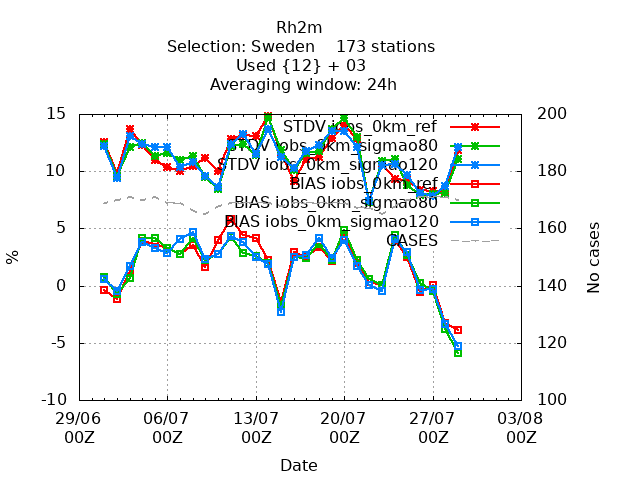 Rh2m
Selection: Sweden 173 stations
Used {12} + 03
Averaging window: 24h
15 200
STDV iobs_0km_ref
STDV iobs_0km_sigmao80
STDV iobs_0km_sigmao120
10 180
BIAS iobs_0km_ref
BIAS iobs_0km_sigmao80
BIAS iobs_0km_sigmao120
5 160
CASES
% No cases
0 140
-5 120
-10 100
29/06 06/07 13/07 20/07 27/07 03/08
00Z 00Z 00Z 00Z 00Z 00Z
Date